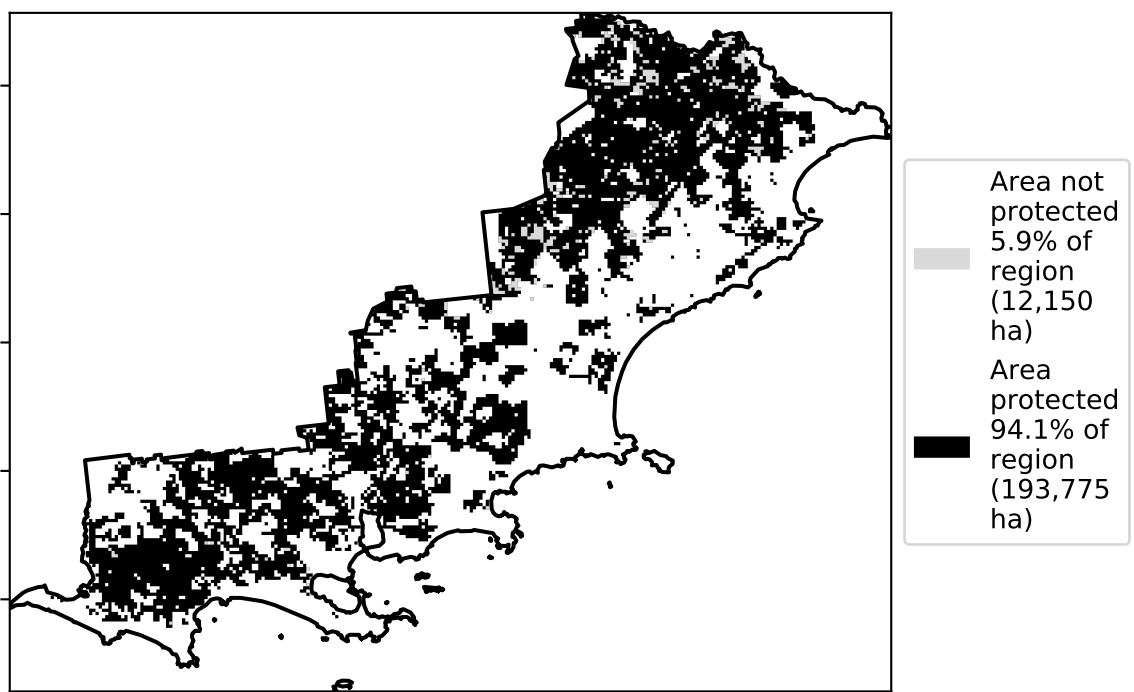 Area not
protected
5.9% of
region
(12,150
ha)
Area
protected
94.1% of
region
(193,775
ha)